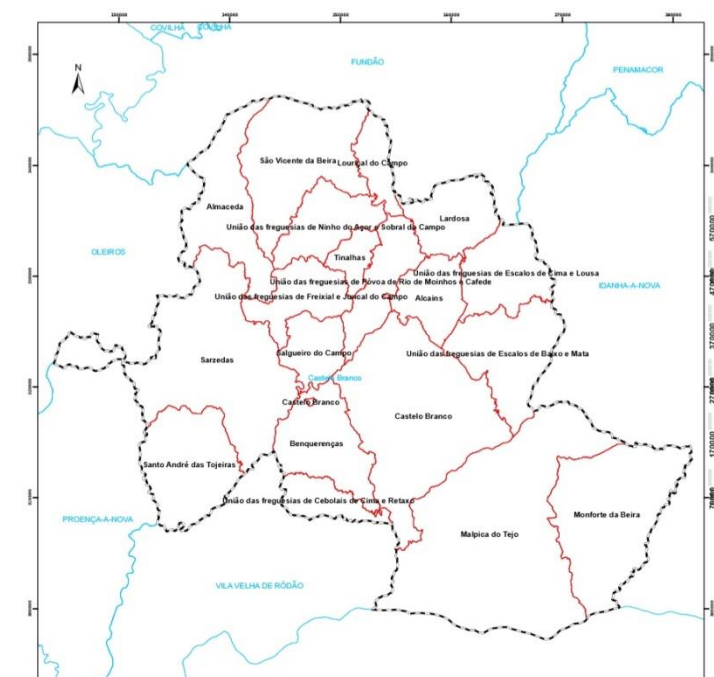 COVILHÃ
COVILHÃ
FUNDÃO
PENAMACOR
N
São Vicente da Beira
Louriçal do Campo
Almaceda
Lardosa
União das freguesias de Ninho do Açor e Sobral do Campo
OLEIROS
Tinalhas
União das freguesias de Escalos de Cima e Lousa
União das freguesias de Póvoa de Rio de Moinhos e Cafede
IDANHA-A-NOVA
União das freguesias de Freixial e Juncal do Campo
Alcains
Salgueiro do Campo
União das freguesias de Escalos de Baixo e Mata
Sarzedas
Castelo Branco
Castelo Branco
Castelo Branco
Benquerenças
Santo André das Tojeiras
União das freguesias de Cebolais de Cima e Retaxo
PROENÇA-A-NOVA
Monforte da Beira
Malpica do Tejo
VILA VELHA DE RÓDÃO